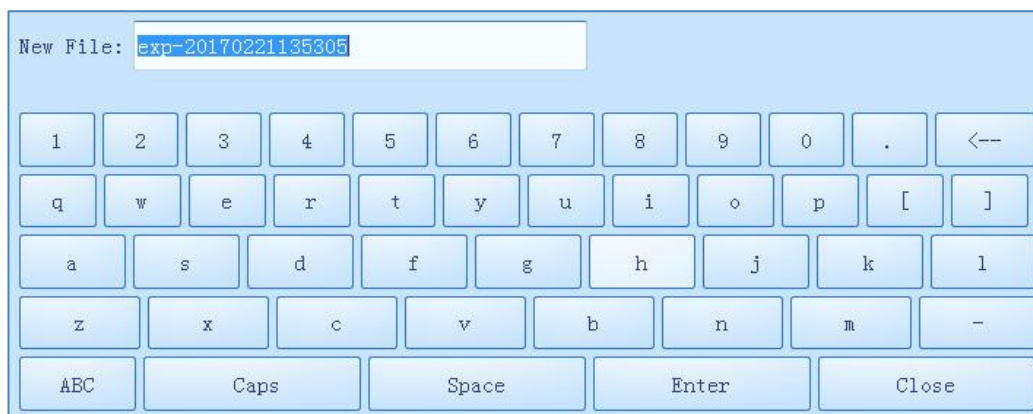 New File: exp-20170221135305
1 2 3 4 5 6 7 8 9 0 . <--
q w e r t y u i o p [ ]
a s d f g h j k l
z x c v b n m -
ABC Caps Space Enter Close